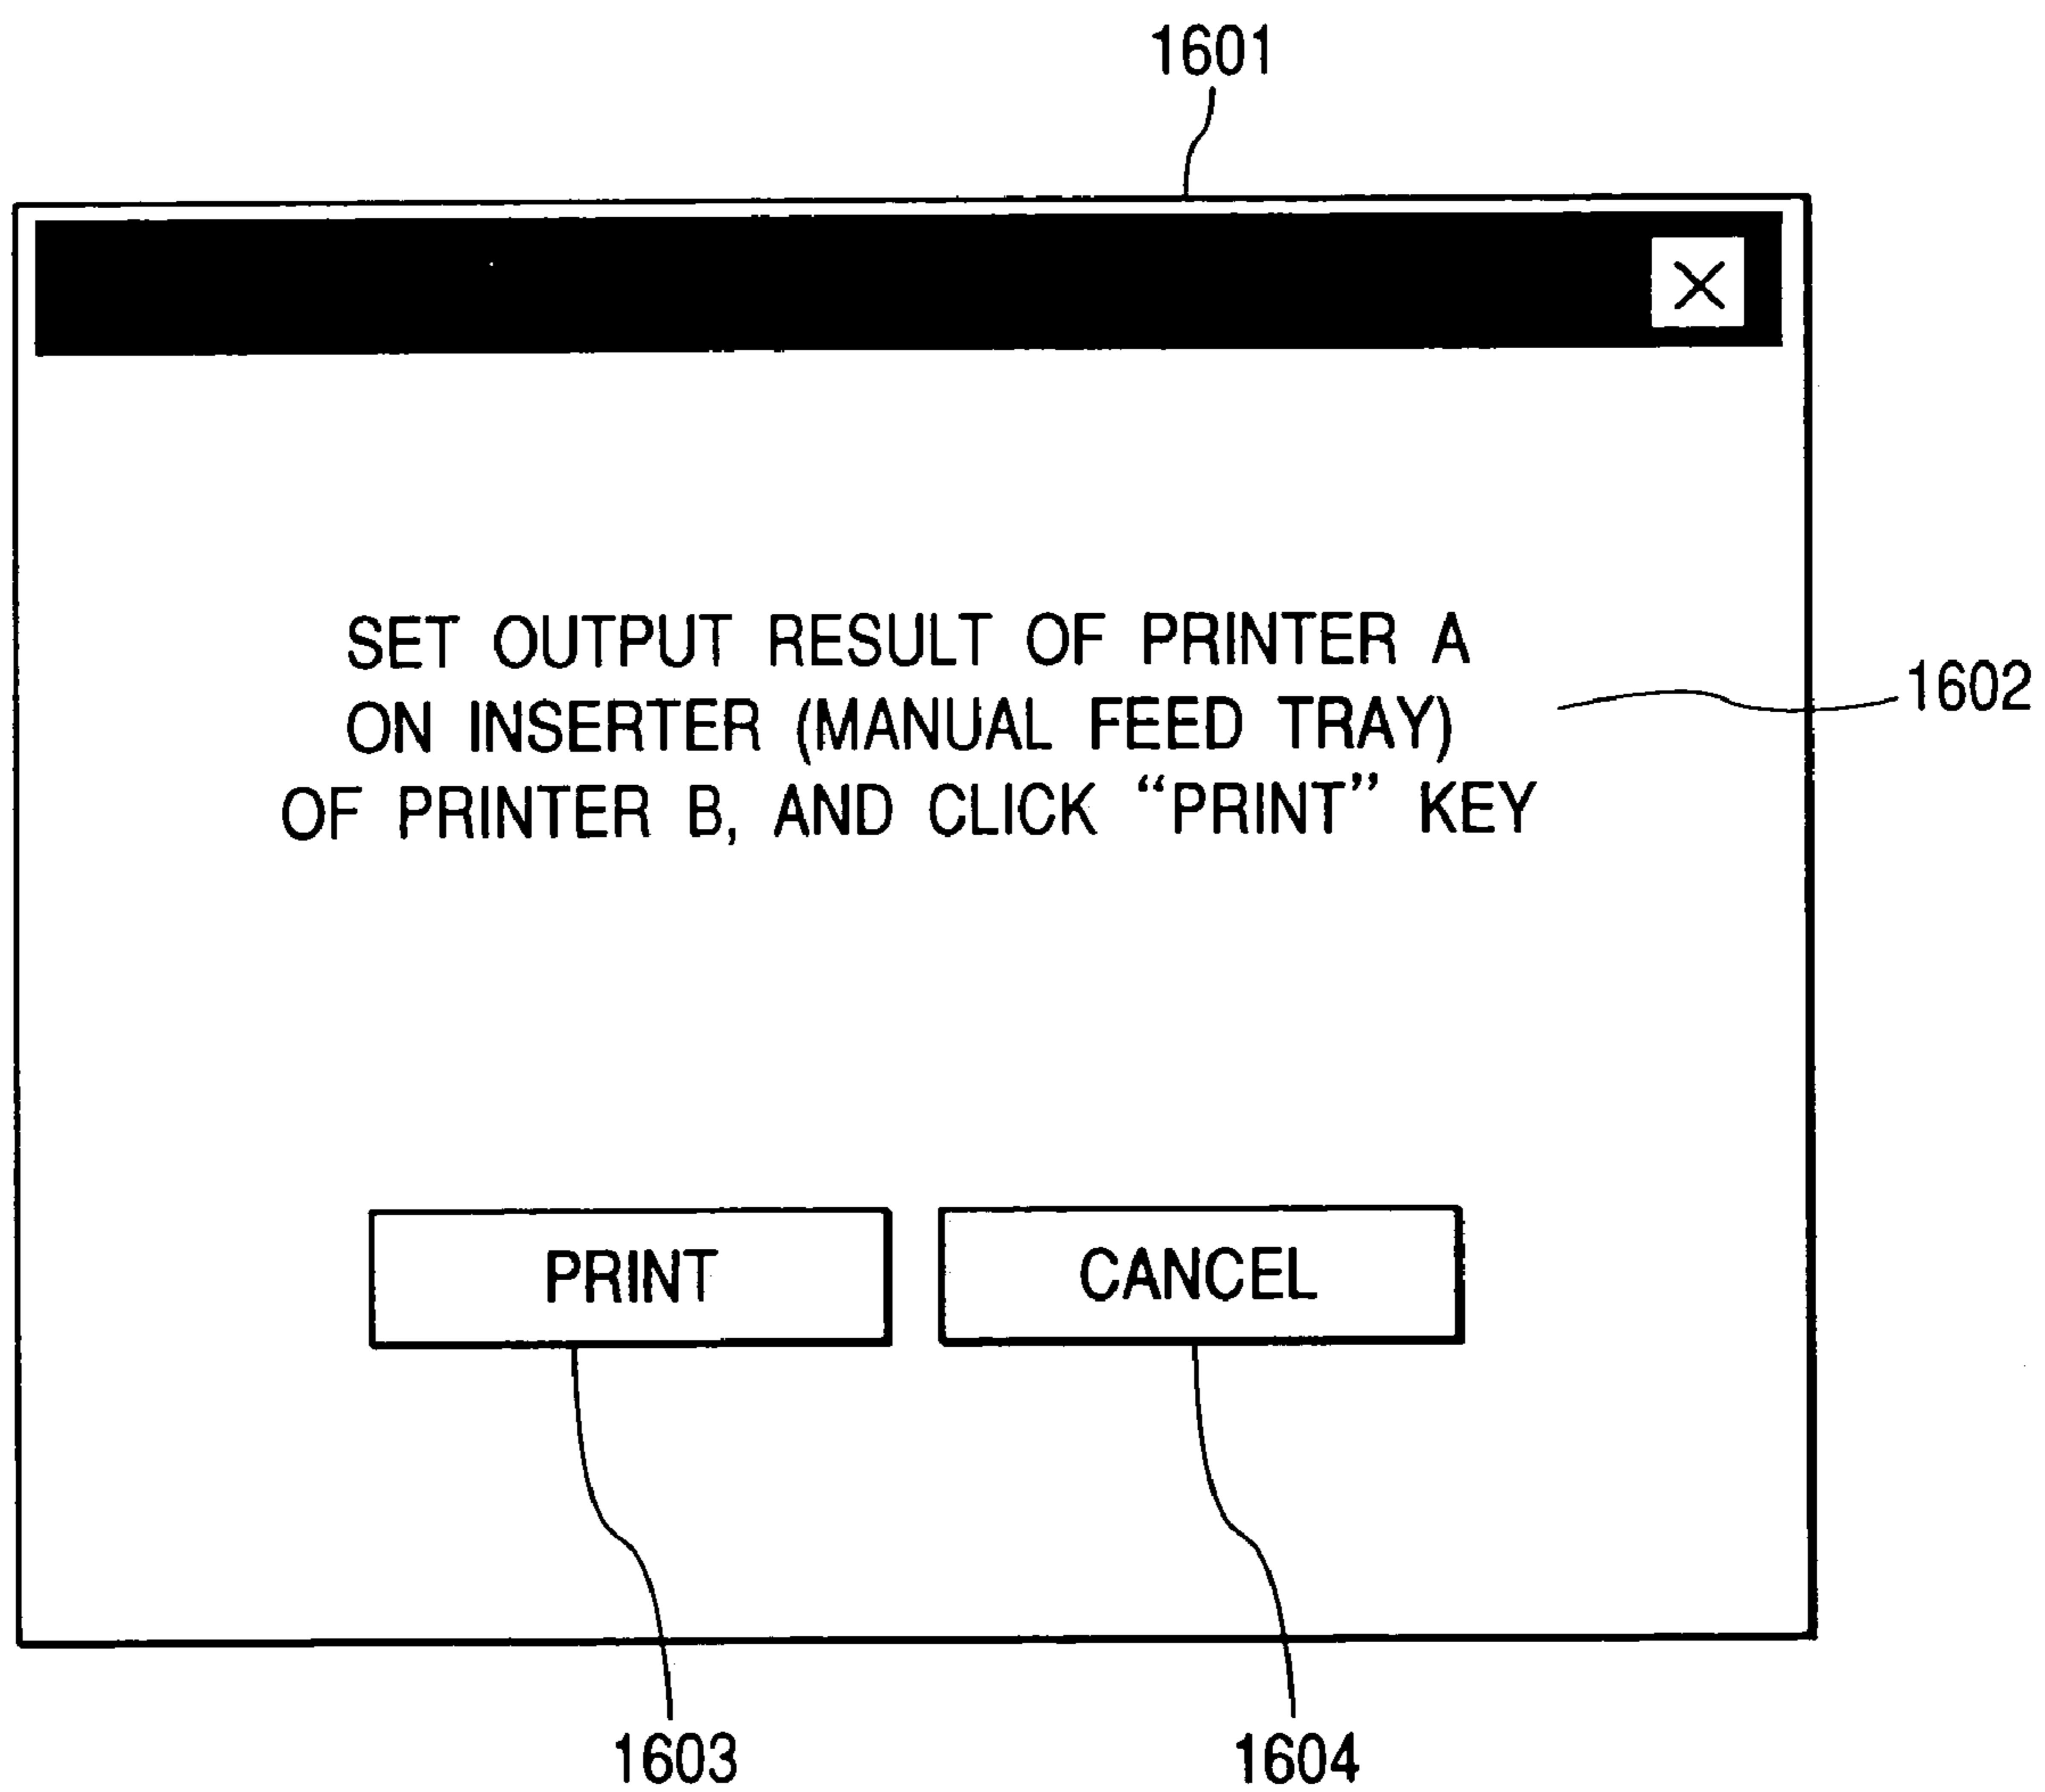 1601
X
SET OUTPUT RESULT OF PRINTER A
ON INSERTER (MANUAL FEED TRAY)
OF PRINTER B, AND CLICK “PRINT” KEY
1602
PRINT
CANCEL
1603
1604